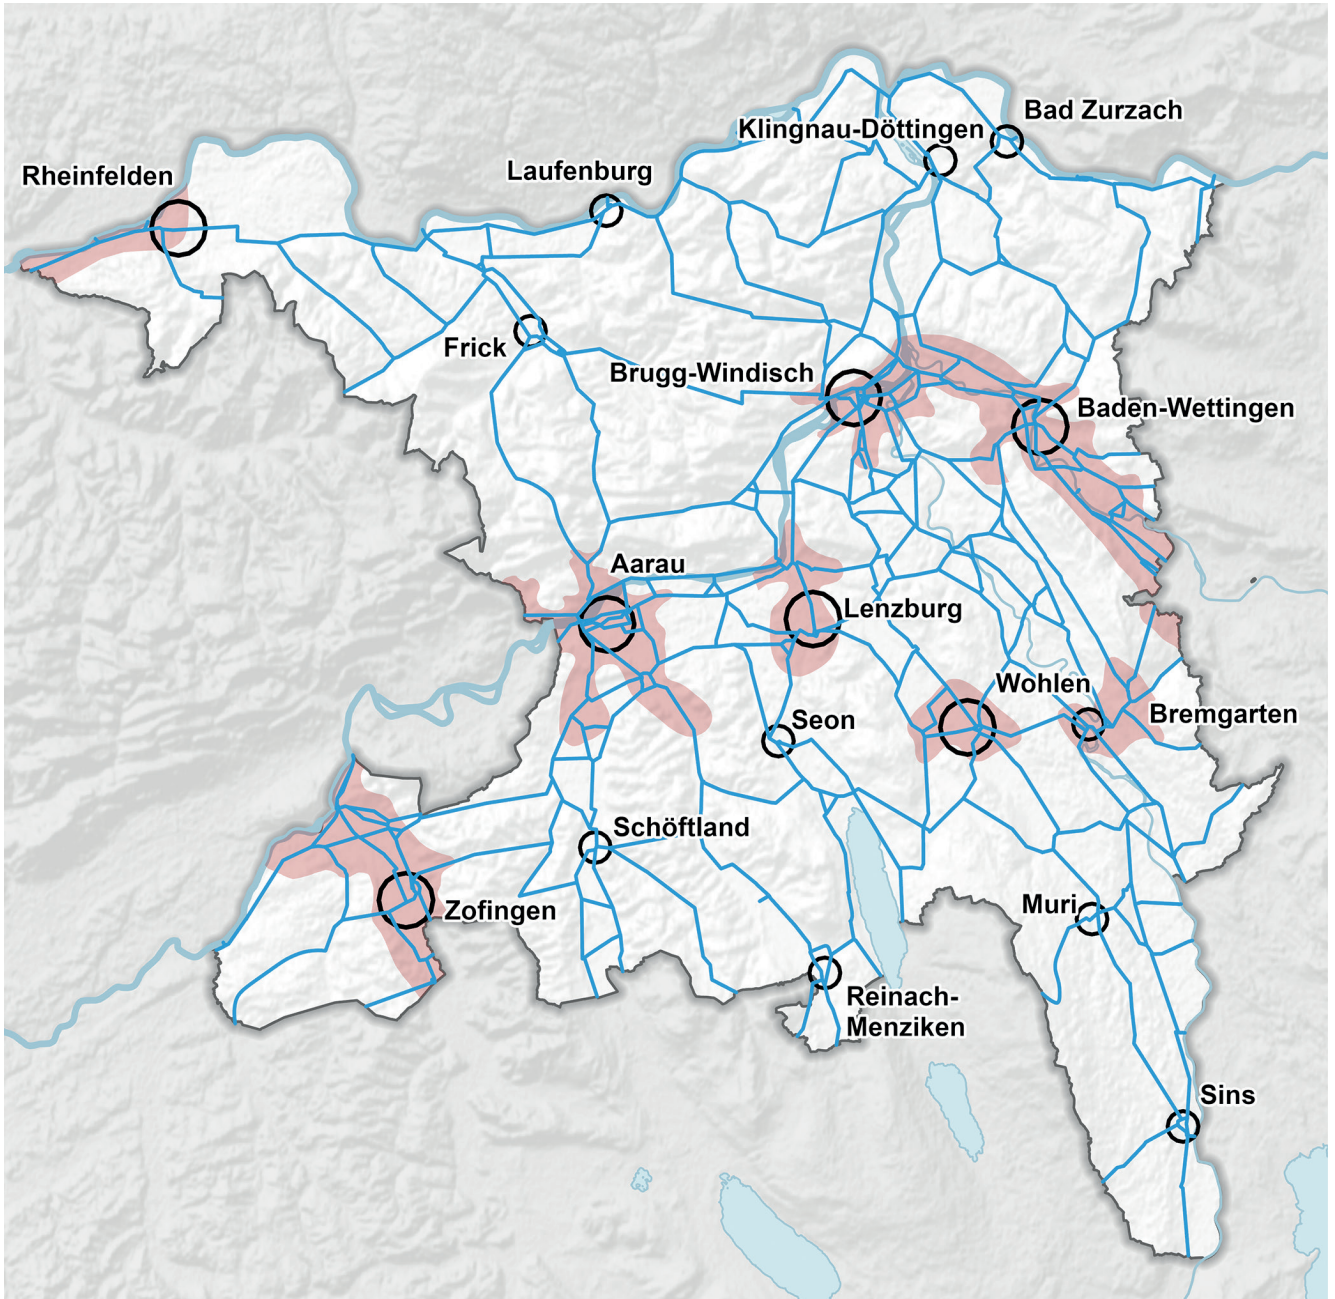 Bad Zurzach
Klingnau-Döttingen
Laufenburg
Rheinfelden
Frick
Brugg-Windisch
Baden-Wettingen
Aarau
Lenzburg
Wohlen
Bremgarten
Seon
Schöftland
Muri
Zofingen
Reinach-
Menziken
Sins